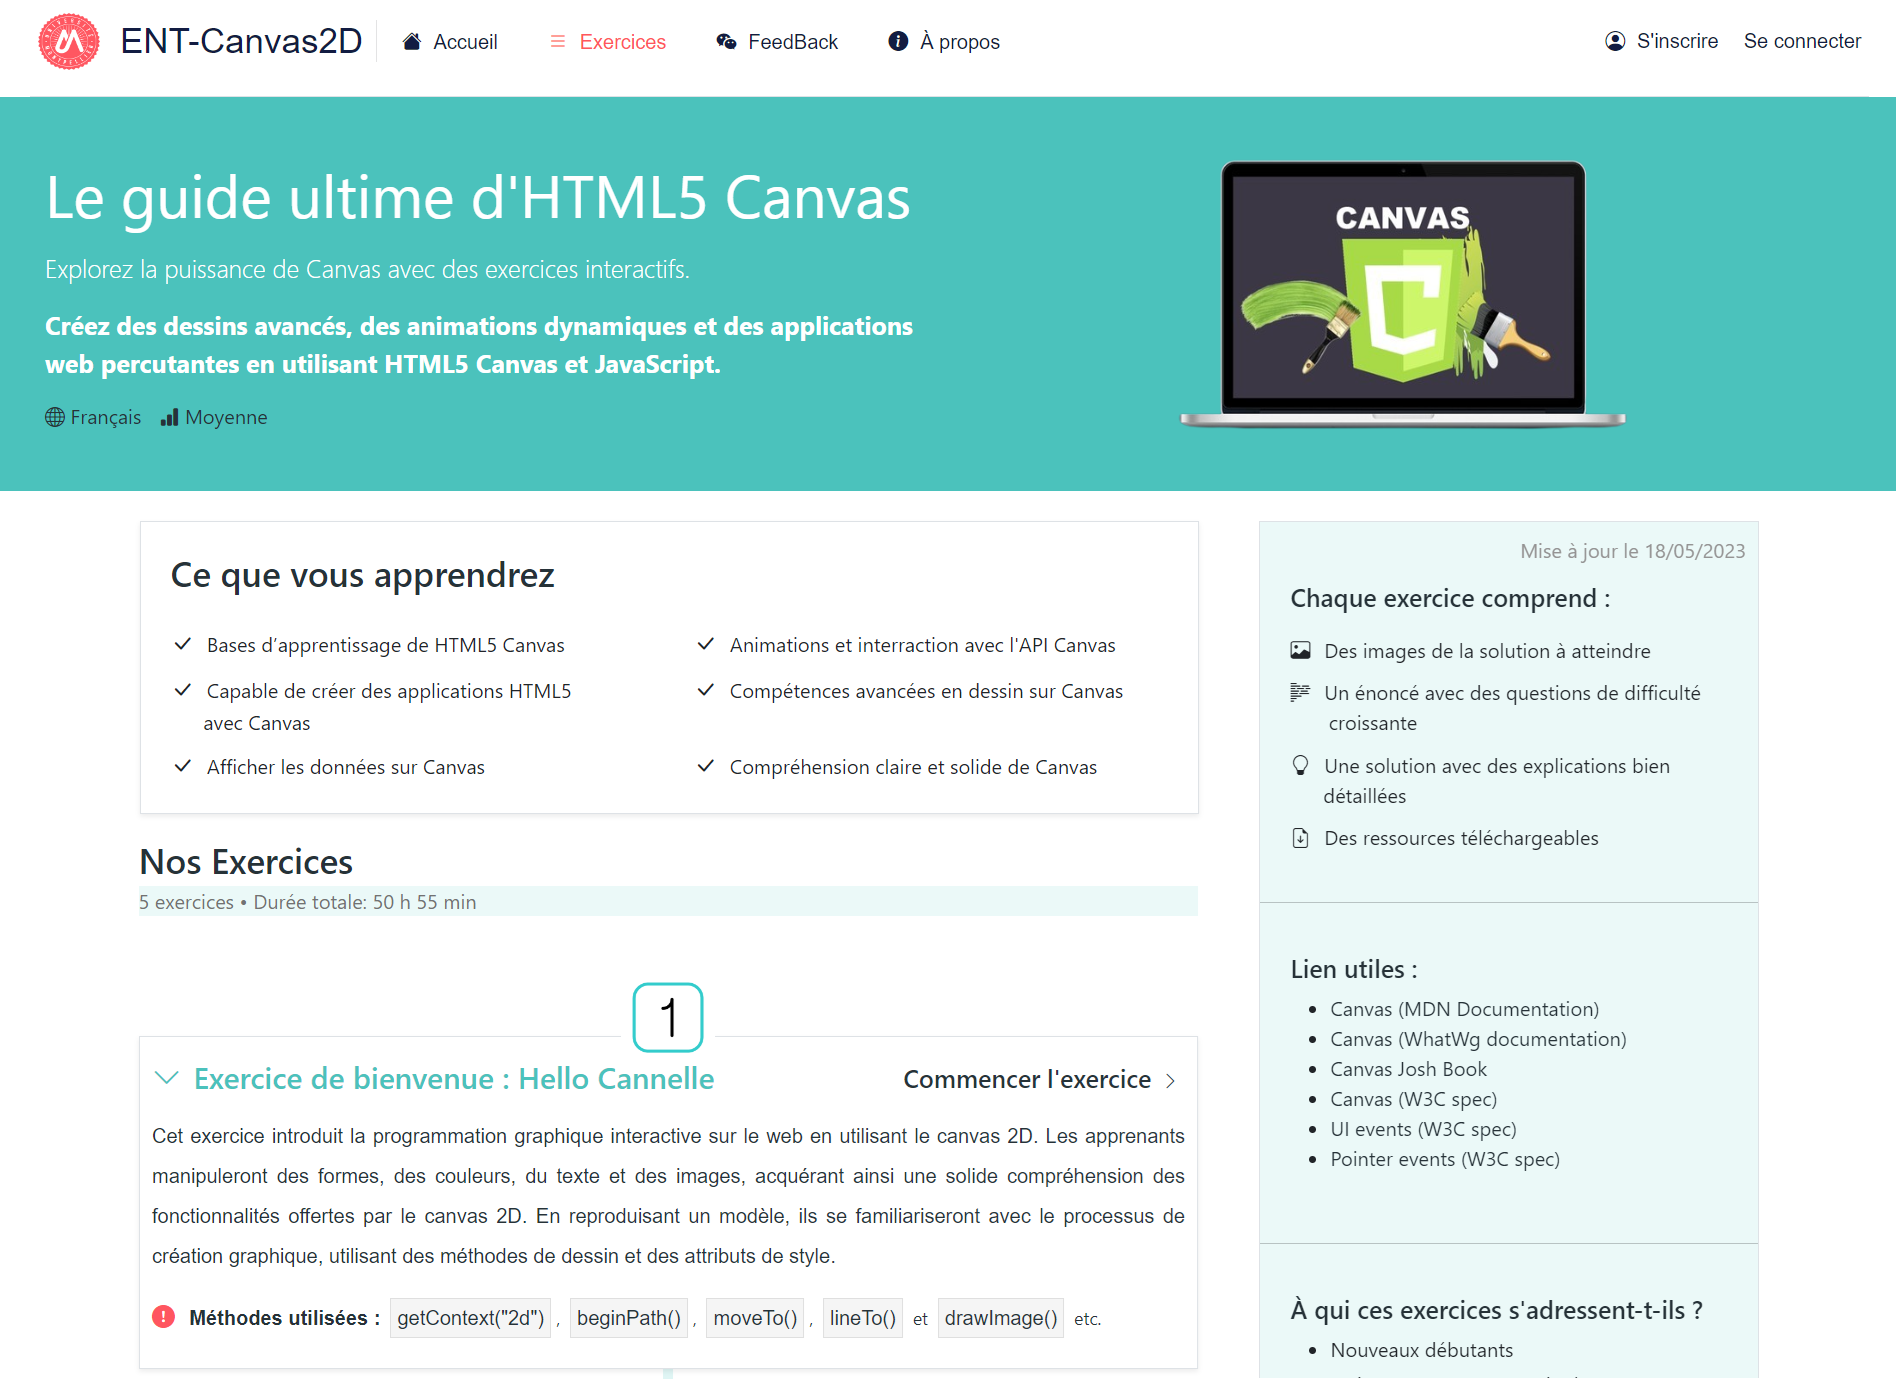 ENT-Canvas2D
Accueil
Exercices
FeedBack
À propos
S'inscrire
Se connecter
Le guide ultime d'HTML5 Canvas
Explorez la puissance de Canvas avec des exercices interactifs.
Créez des dessins avancés, des animations dynamiques et des applications
web percutantes en utilisant HTML5 Canvas et JavaScript.
Français
Moyenne
CANVAS
Ce que vous apprendrez
Bases d’apprentissage de HTML5 Canvas
Animations et interraction avec l'API Canvas
Capable de créer des applications HTML5
avec Canvas
Compétences avancées en dessin sur Canvas
Afficher les données sur Canvas
Compréhension claire et solide de Canvas
Nos Exercices
5 exercices • Durée totale: 50 h 55 min
1
Exercice de bienvenue : Hello Cannelle
Commencer l'exercice
Cet exercice introduit la programmation graphique interactive sur le web en utilisant le canvas 2D. Les apprenants
manipuleront des formes, des couleurs, du texte et des images, acquérant ainsi une solide compréhension des
fonctionnalités offertes par le canvas 2D. En reproduisant un modèle, ils se familiariseront avec le processus de
création graphique, utilisant des méthodes de dessin et des attributs de style.
Méthodes utilisées : getContext("2d") , beginPath() , moveTo() , lineTo() et drawImage() etc.
Mise à jour le 18/05/2023
Chaque exercice comprend :
Des images de la solution à atteindre
Un énoncé avec des questions de difficulté
croissante
Une solution avec des explications bien
détaillées
Des ressources téléchargeables
Lien utiles :
Canvas (MDN Documentation)
Canvas (WhatWg documentation)
Canvas Josh Book
Canvas (W3C spec)
UI events (W3C spec)
Pointer events (W3C spec)
À qui ces exercices s'adressent-t-ils ?
Nouveaux débutants